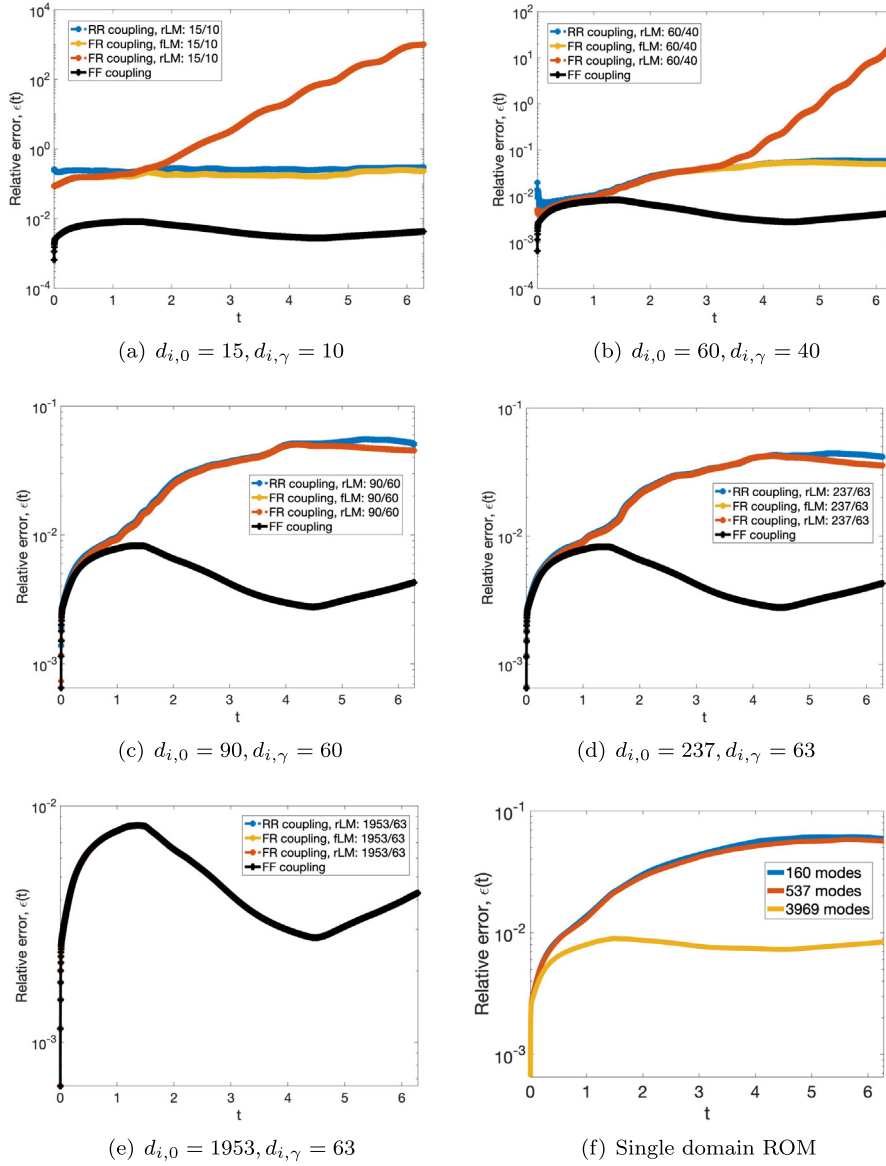 10^4
10^2
10^0
10^-2
10^-4
Relative error, ϵ(t)
RR coupling, rLM: 15/10
FR coupling, fLM: 15/10
FR coupling, rLM: 15/10
FF coupling
0 1 2 3 4 5 6
t
(a) d_{i,0} = 15, d_{i,γ} = 10
10^2
10^1
10^0
10^-1
10^-2
10^-3
10^-4
Relative error, ϵ(t)
RR coupling, rLM: 60/40
FR coupling, fLM: 60/40
FR coupling, rLM: 60/40
FF coupling
0 1 2 3 4 5 6
t
(b) d_{i,0} = 60, d_{i,γ} = 40
10^-1
10^-2
10^-3
Relative error, ϵ(t)
RR coupling, rLM: 90/60
FR coupling, fLM: 90/60
FR coupling, rLM: 90/60
FF coupling
0 1 2 3 4 5 6
t
(c) d_{i,0} = 90, d_{i,γ} = 60
10^-1
10^-2
10^-3
Relative error, ϵ(t)
RR coupling, rLM: 237/63
FR coupling, fLM: 237/63
FR coupling, rLM: 237/63
FF coupling
0 1 2 3 4 5 6
t
(d) d_{i,0} = 237, d_{i,γ} = 63
10^-2
10^-3
Relative error, ϵ(t)
RR coupling, rLM: 1953/63
FR coupling, fLM: 1953/63
FR coupling, rLM: 1953/63
FF coupling
0 1 2 3 4 5 6
t
(e) d_{i,0} = 1953, d_{i,γ} = 63
10^-1
10^-2
10^-3
Relative error, ϵ(t)
160 modes
537 modes
3969 modes
0 1 2 3 4 5 6
t
(f) Single domain ROM